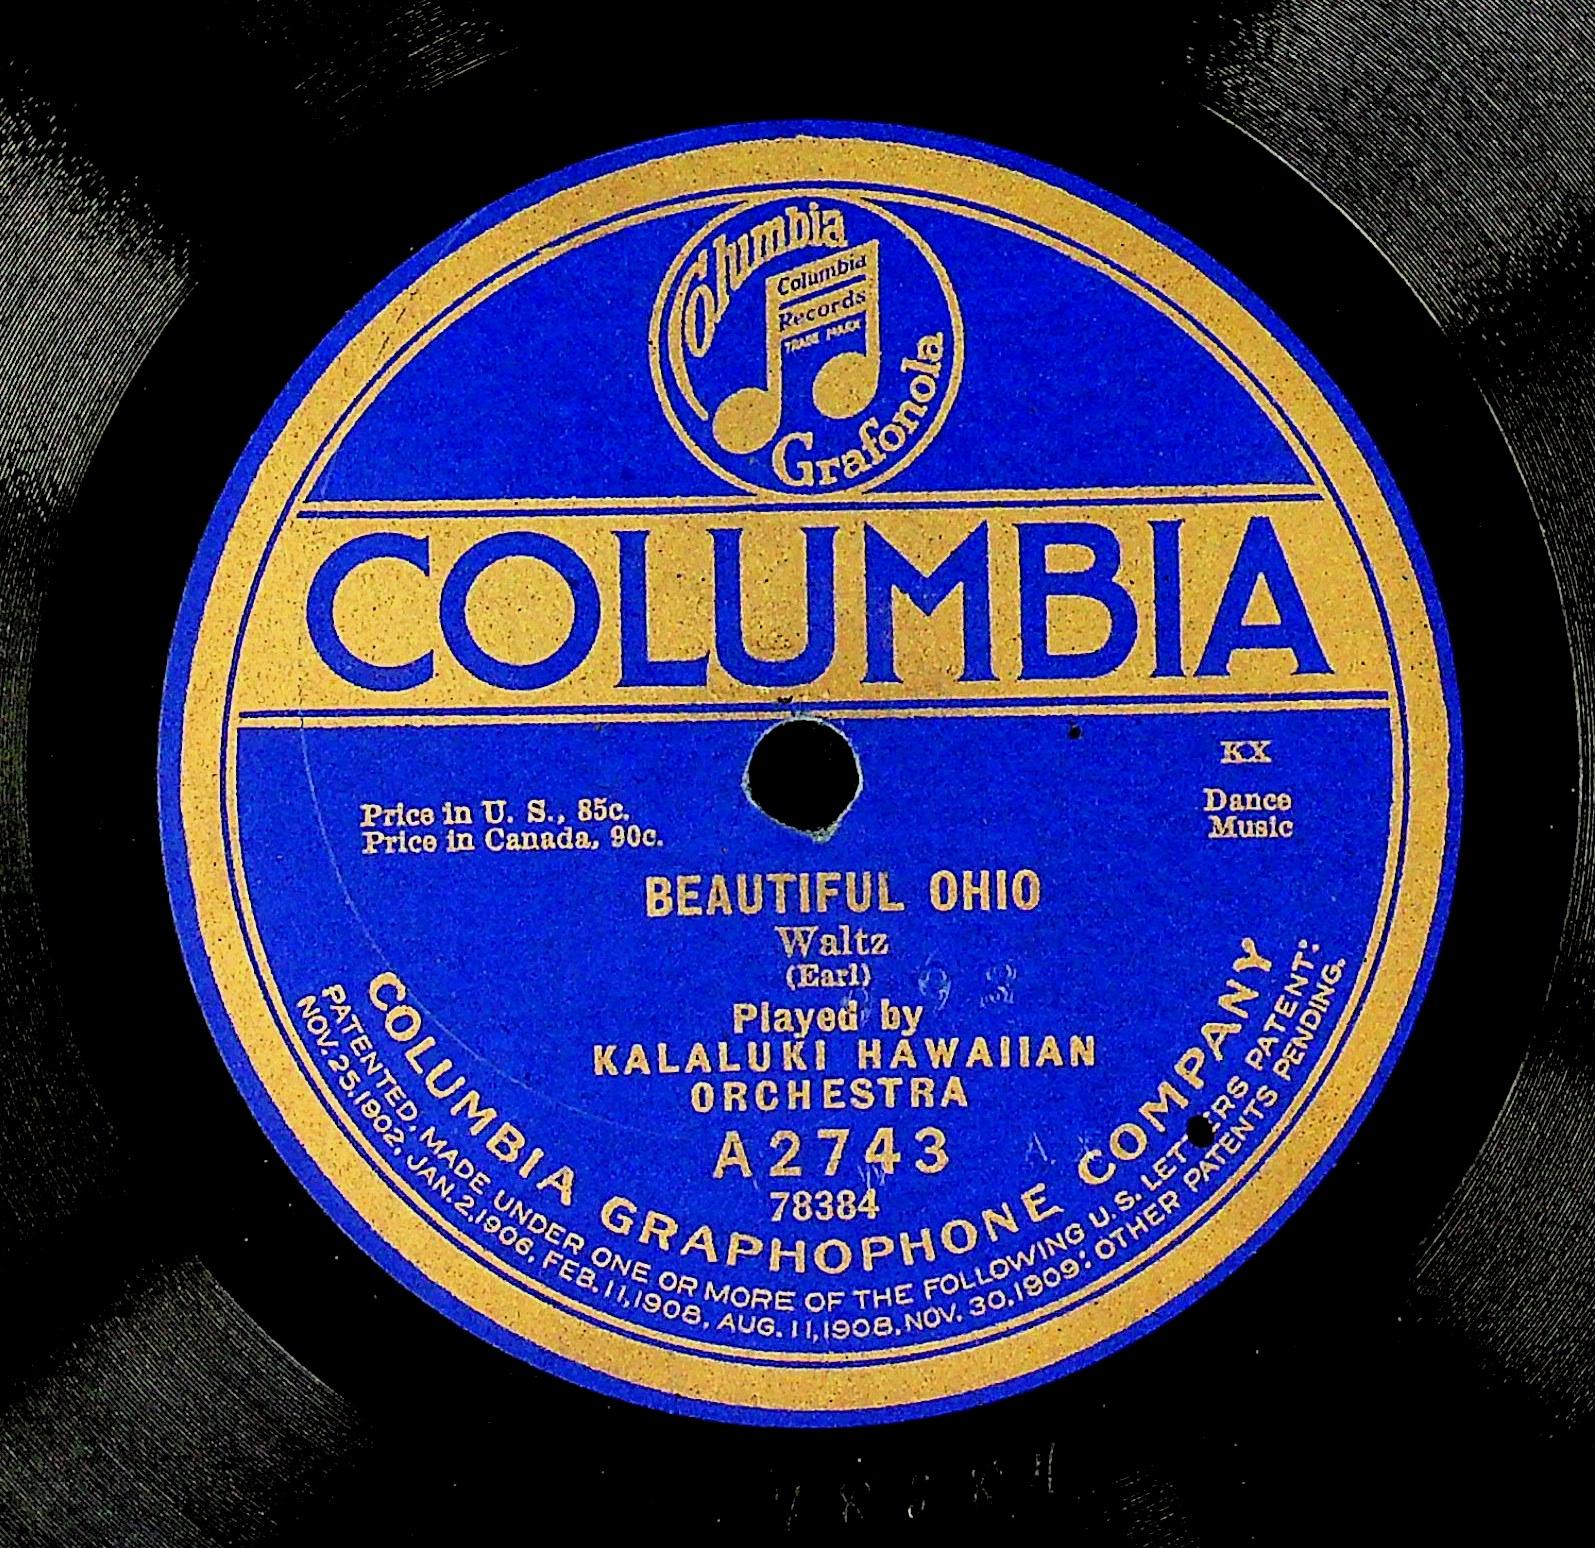 Columbia
Columbia
Records
TRADE MARK
Grafonola
COLUMBIA
KX
Price in U. S., 85c.
Price in Canada, 90c.
Dance
Music
BEAUTIFUL OHIO
Waltz
(Earl)
Played by
KALALUKI HAWAIIAN
ORCHESTRA
A2743
78384
COLUMBIA GRAPHOPHONE COMPANY
PATENTED, MADE UNDER ONE OR MORE OF THE FOLLOWING U.S. LETTERS PATENT:
NOV. 25, 1902, JAN. 2, 1906, FEB. 11, 1908, AUG. 11, 1908, NOV. 30, 1909: OTHER PATENTS PENDING.